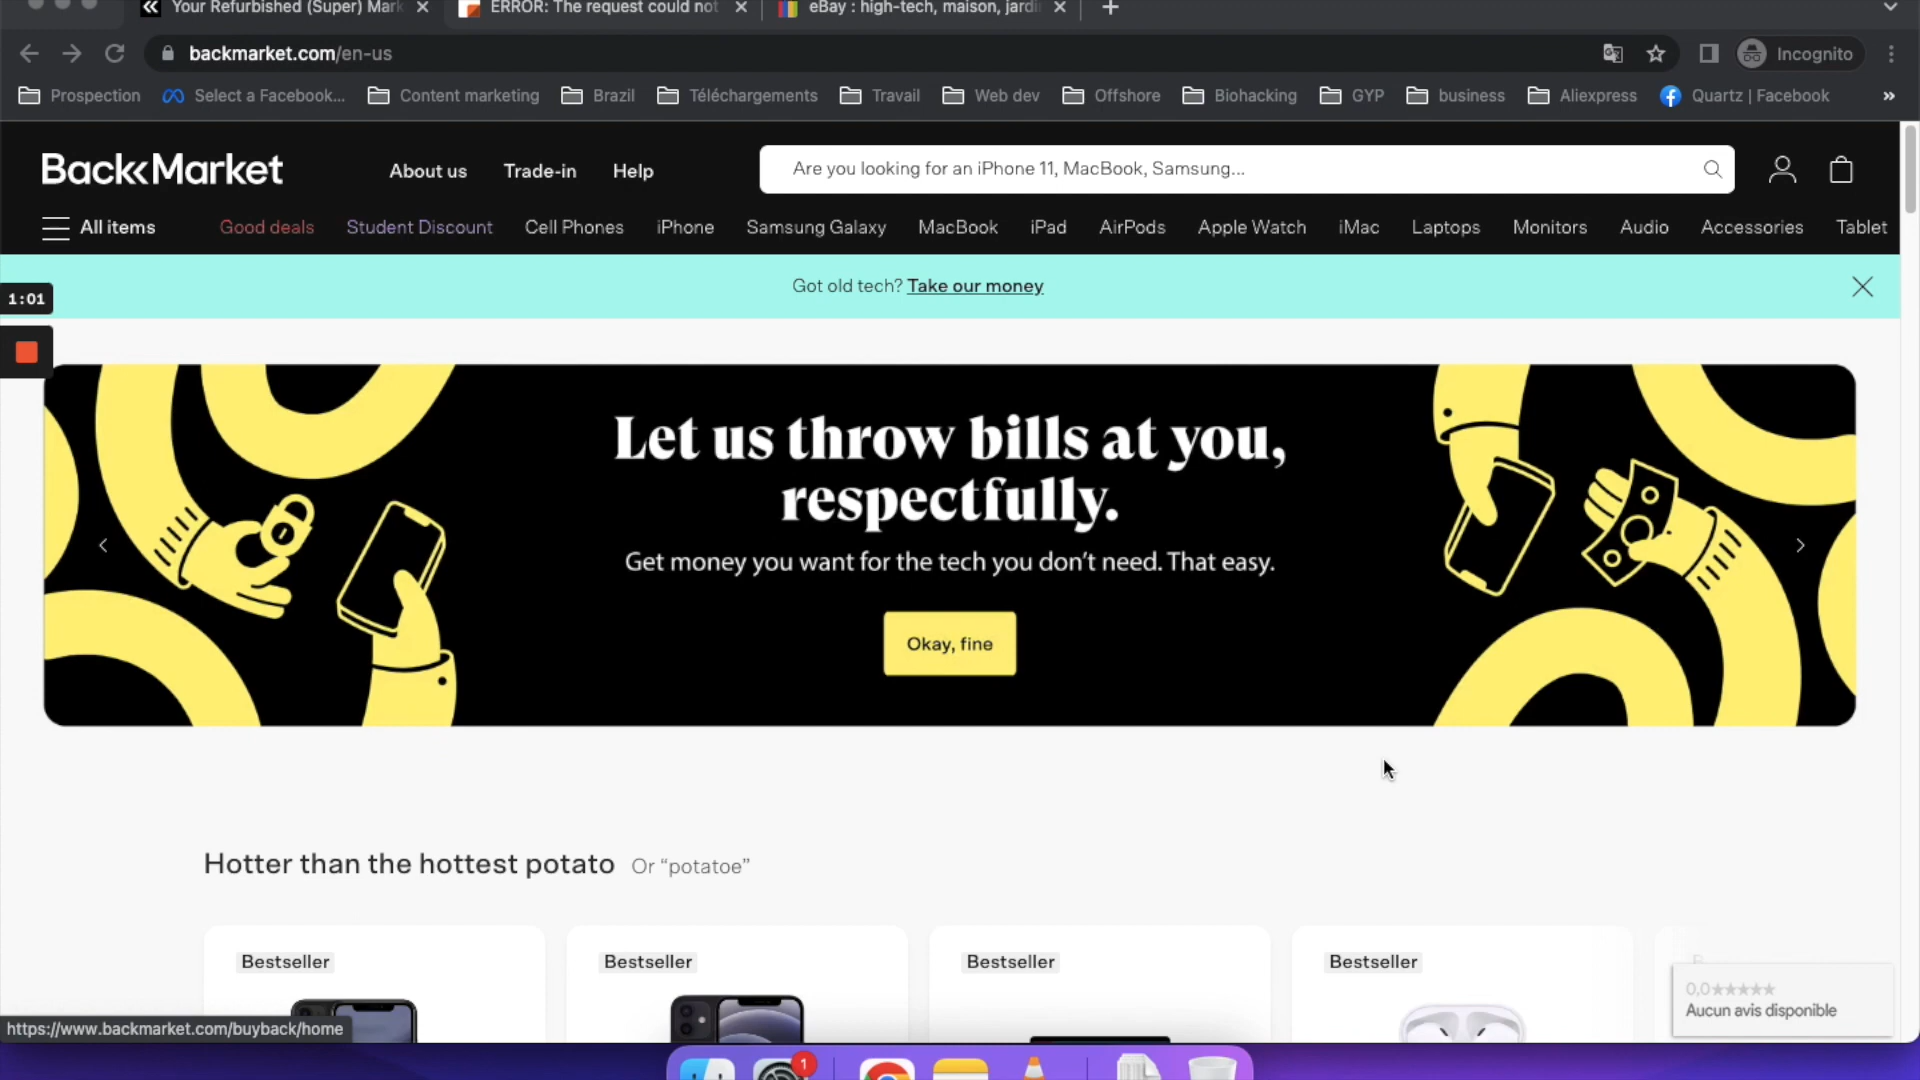 Your Refurbished (Super) Mark
ERROR: The request could not
eBay : high-tech, maison, jardi
backmarket.com/en-us
Incognito
Prospection
Select a Facebook...
Content marketing
Brazil
Téléchargements
Travail
Web dev
Offshore
Biohacking
GYP
business
Aliexpress
Quartz | Facebook
»
Back Market
About us
Trade-in
Help
Are you looking for an iPhone 11, MacBook, Samsung...
All items
Good deals
Student Discount
Cell Phones
iPhone
Samsung Galaxy
MacBook
iPad
AirPods
Apple Watch
iMac
Laptops
Monitors
Audio
Accessories
Tablet
Got old tech? Take our money
1:01
Let us throw bills at you,
respectfully.
Get money you want for the tech you don't need. That easy.
Okay, fine
Hotter than the hottest potato Or “potatoe”
Bestseller
Bestseller
Bestseller
Bestseller
0,0★★★★★
Aucun avis disponible
https://www.backmarket.com/buyback/home
1